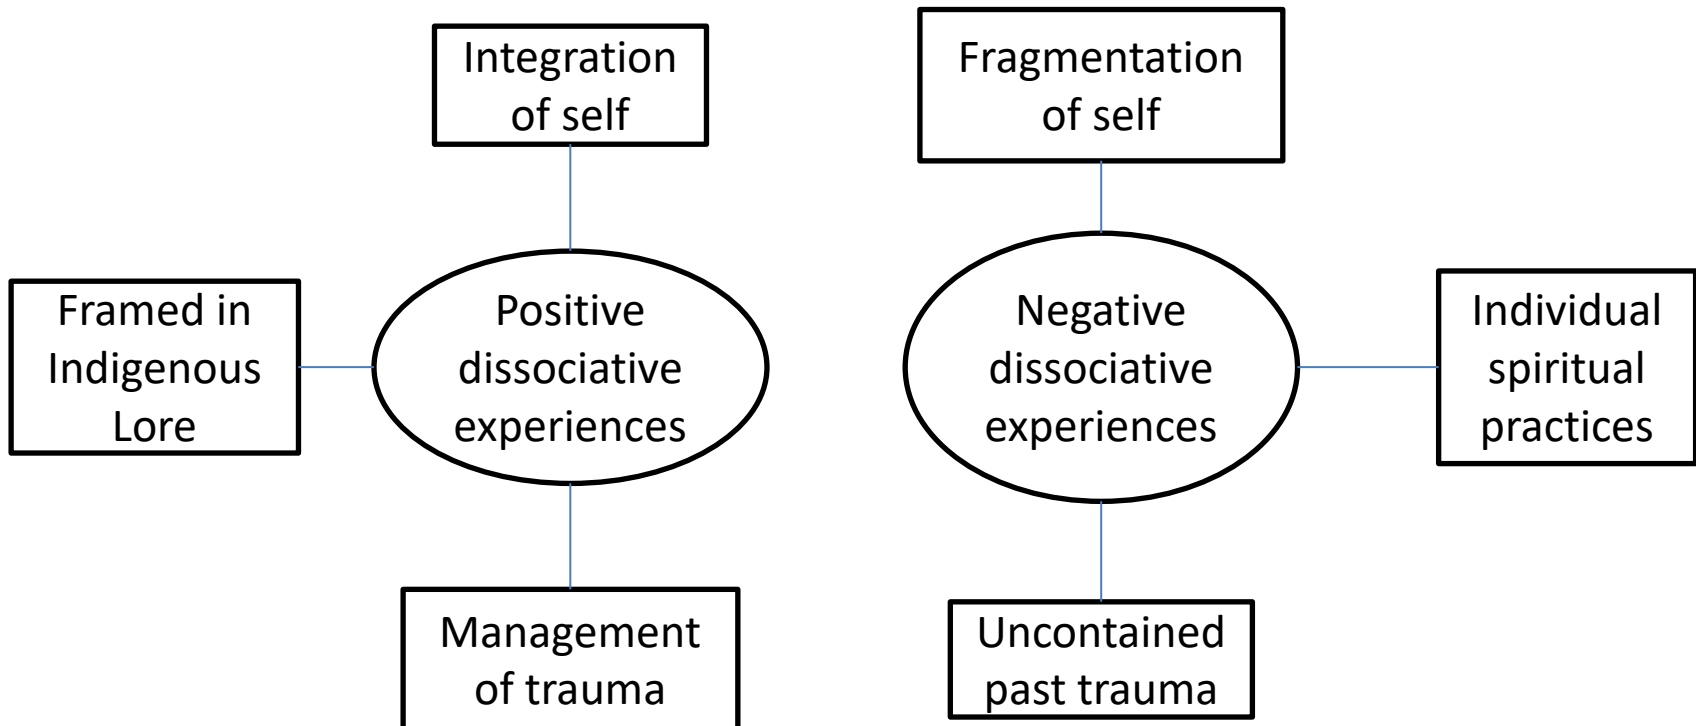 Integration
of self
Fragmentation
of self
Framed in
Indigenous
Lore
Positive
dissociative
experiences
Negative
dissociative
experiences
Individual
spiritual
practices
Management
of trauma
Uncontained
past trauma